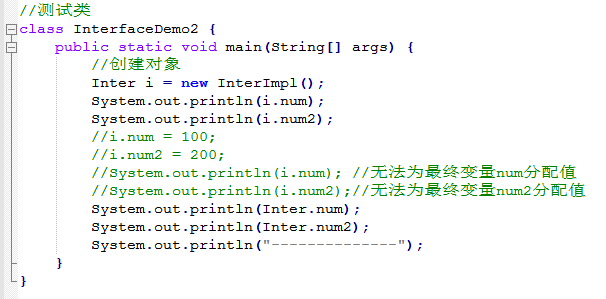 //测试类
class InterfaceDemo2 {
    public static void main(String[] args) {
        //创建对象
        Inter i = new InterImpl();
        System.out.println(i.num);
        System.out.println(i.num2);
        //i.num = 100;
        //i.num2 = 200;
        //System.out.println(i.num); //无法为最终变量num分配值
        //System.out.println(i.num2);//无法为最终变量num2分配值
        System.out.println(Inter.num);
        System.out.println(Inter.num2);
        System.out.println("--------------");
    }
}